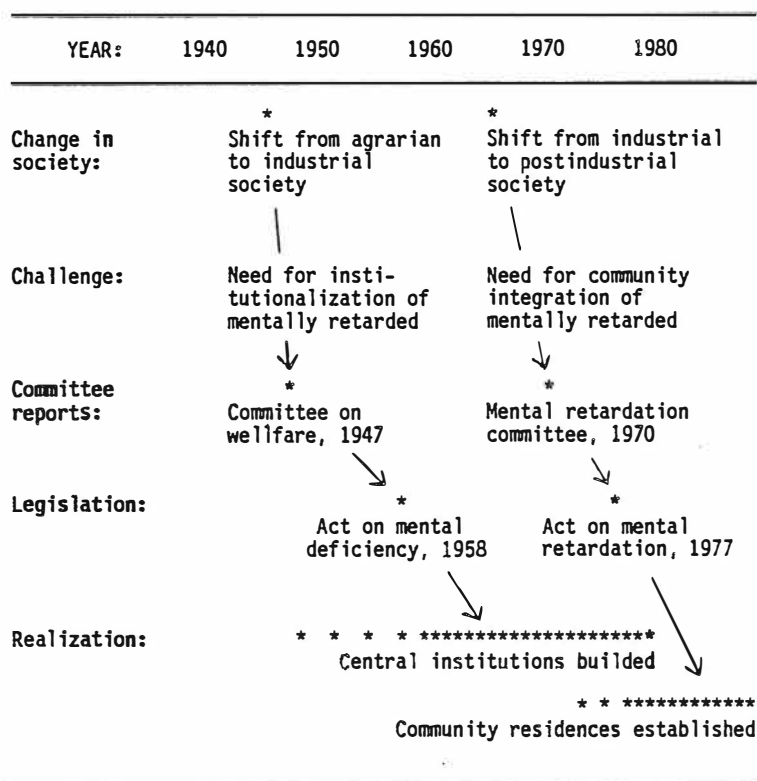 YEAR: 1940 1950 1960 1970 1980
* *
Change in society: Shift from agrarian to industrial society Shift from industrial to postindustrial society
Challenge: Need for insti-tutionalization of mentally retarded Need for community integration of mentally retarded
* *
Committee reports: Committee on wellfare, 1947 Mental retardation committee, 1970
* *
Legislation: Act on mental deficiency, 1958 Act on mental retardation, 1977
Realization: * * * * *********************
Central institutions builded
* * ************
Community residences established